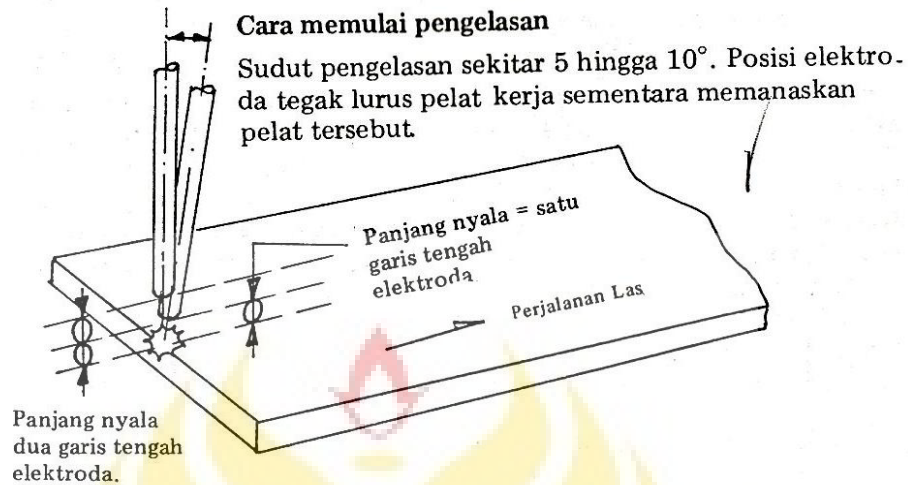 Cara memulai pengelasan
Sudut pengelasan sekitar 5 hingga 10°. Posisi elektro-
da tegak lurus pelat kerja sementara memanaskan
pelat tersebut.
Panjang nyala = satu
garis tengah
elektroda
Perjalanan Las
Panjang nyala
dua garis tengah
elektroda.